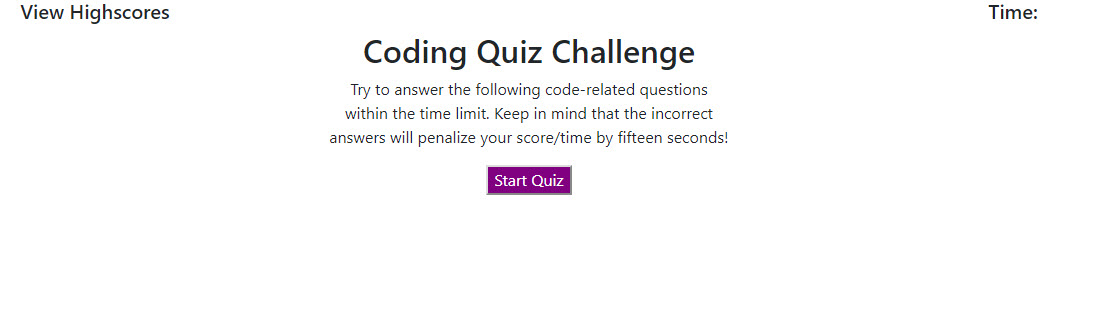 View Highscores
Time:
Coding Quiz Challenge
Try to answer the following code-related questions
within the time limit. Keep in mind that the incorrect
answers will penalize your score/time by fifteen seconds!
Start Quiz